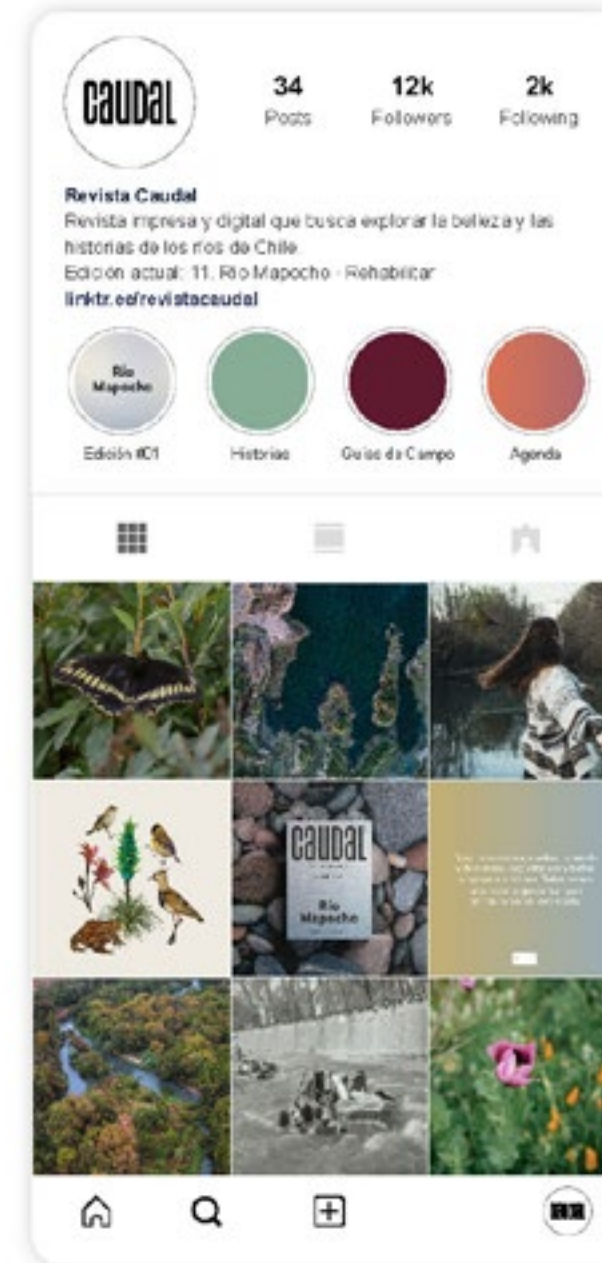 CAUDAL
34
Posts
12k
Followers
2k
Following
Revista Caudal
Revista impresa y digital que busca explorar la belleza y las
historias de los ríos de Chile.
Edición actual: 11. Río Mapocho - Rehabilitar
linktr.ee/revistacaudal
Río
Mapocho
Edición #01
Historias
Guías de Campo
Agenda
CAUDAL
Río
Mapocho